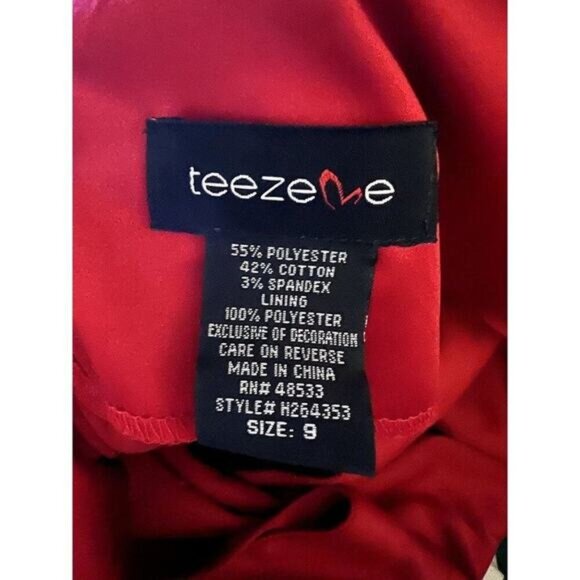 teezeme
55% POLYESTER
42% COTTON
3% SPANDEX
LINING
100% POLYESTER
EXCLUSIVE OF DECORATION
CARE ON REVERSE
MADE IN CHINA
RN# 48533
STYLE# H264353
SIZE: 9